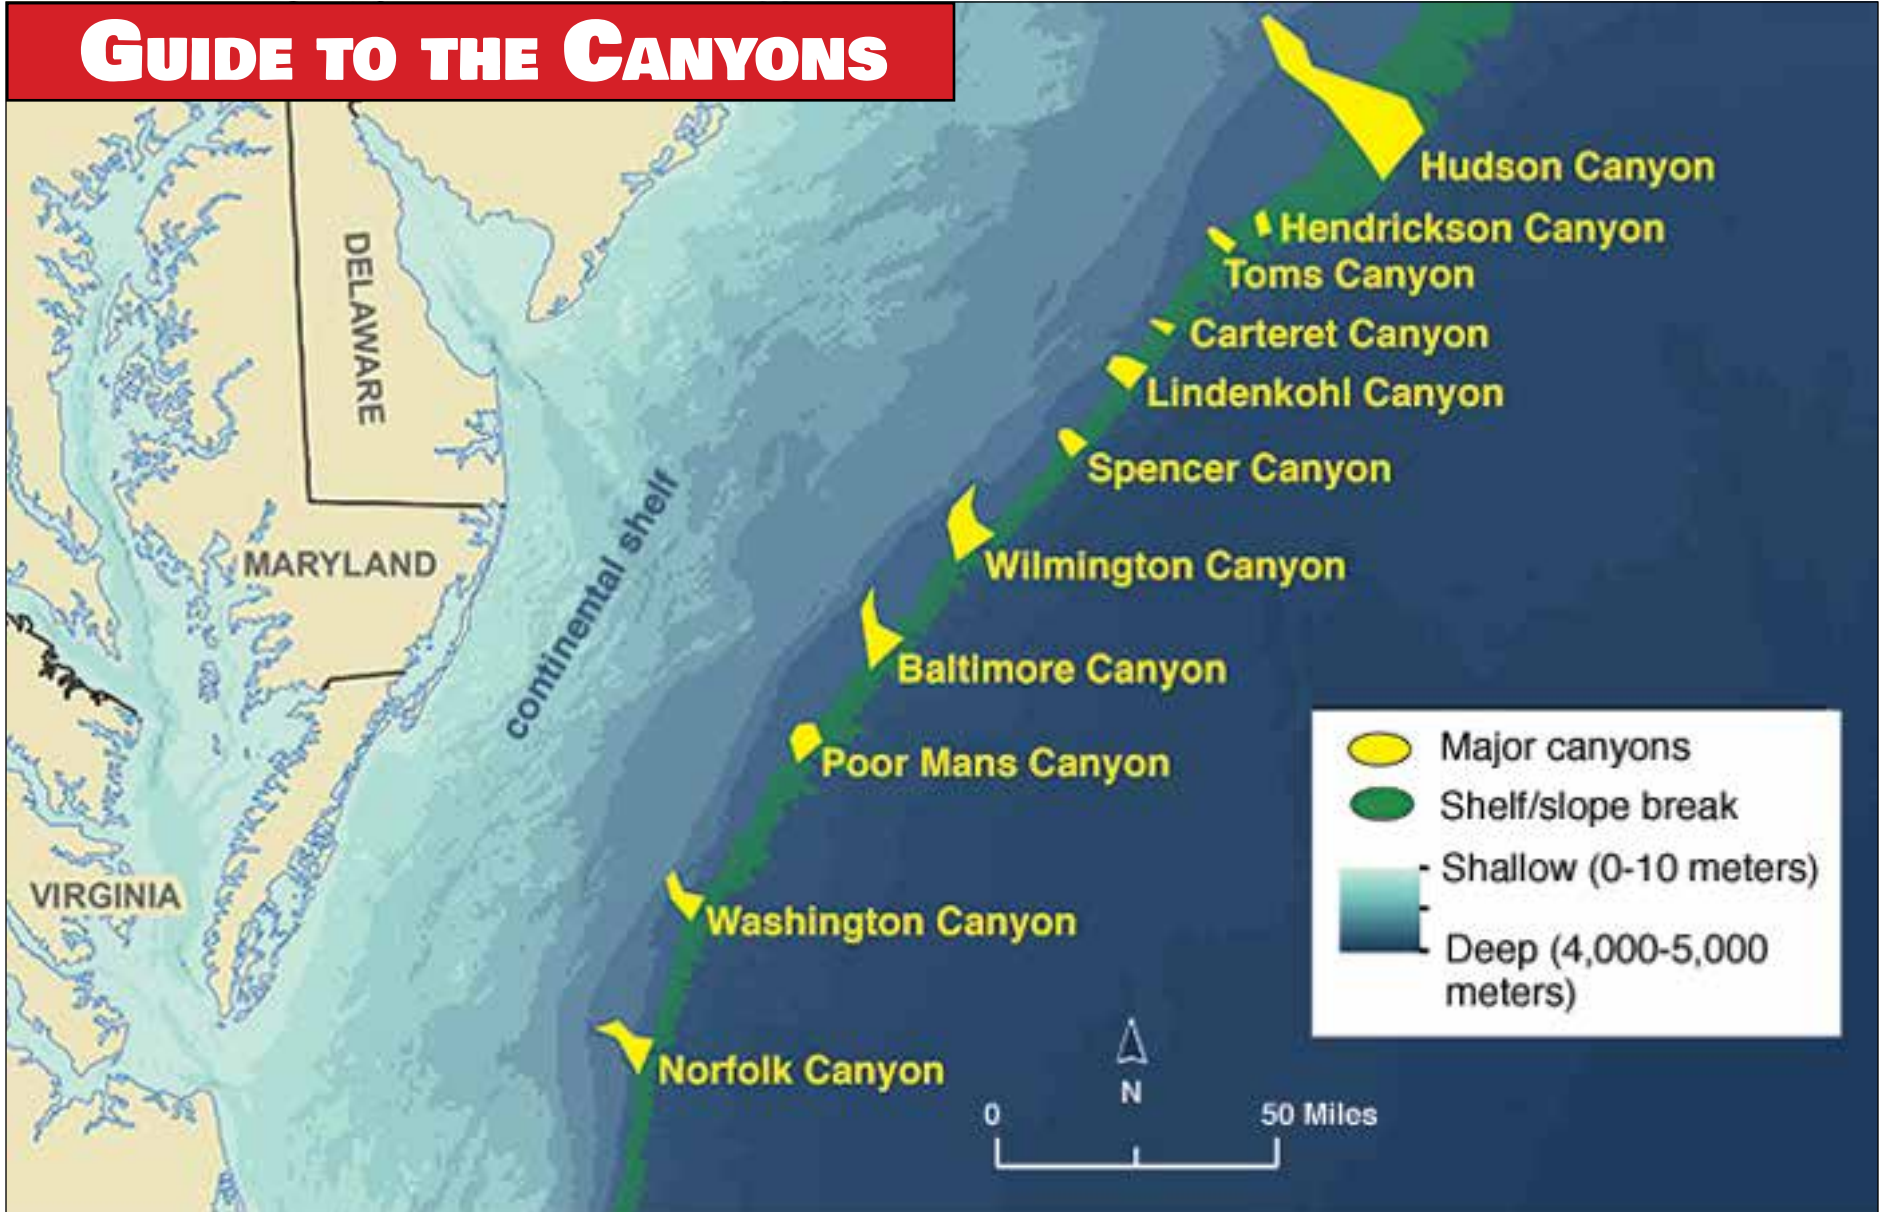 GUIDE TO THE CANYONS
Hudson Canyon
Hendrickson Canyon
Toms Canyon
Carteret Canyon
Lindenkohl Canyon
Spencer Canyon
Wilmington Canyon
Baltimore Canyon
Poor Mans Canyon
Washington Canyon
Norfolk Canyon
DELAWARE
MARYLAND
VIRGINIA
continental shelf
Major canyons
Shelf/slope break
Shallow (0-10 meters)
Deep (4,000-5,000
meters)
N
0 50 Miles